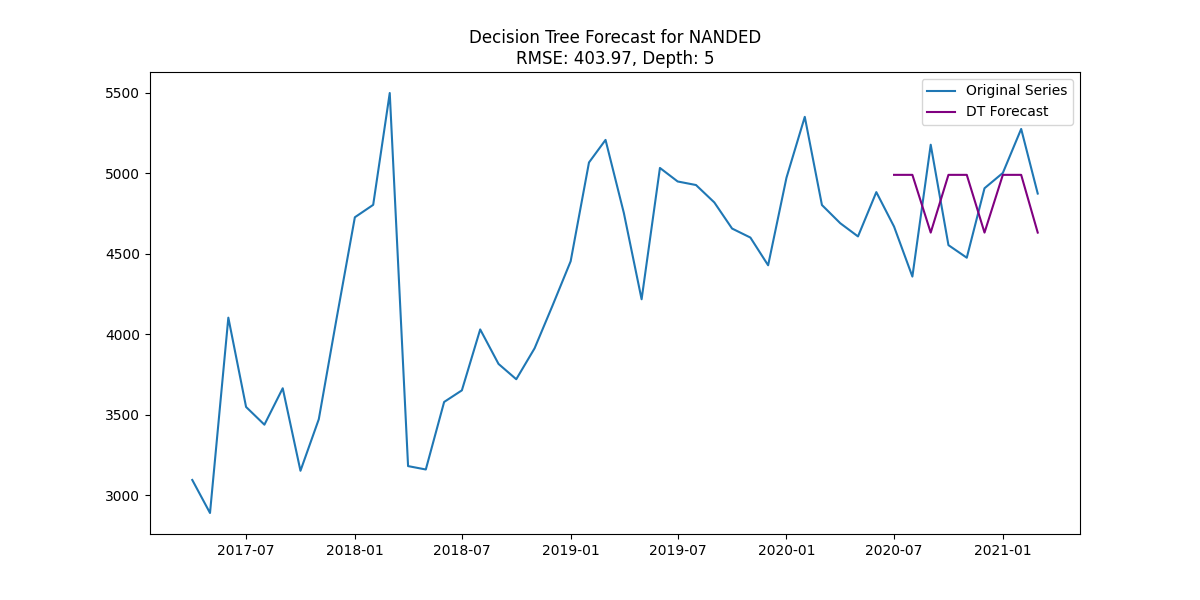 Decision Tree Forecast for NANDED
RMSE: 403.97, Depth: 5
Original Series
DT Forecast
5500
5000
4500
4000
3500
3000
2017-07 2018-01 2018-07 2019-01 2019-07 2020-01 2020-07 2021-01